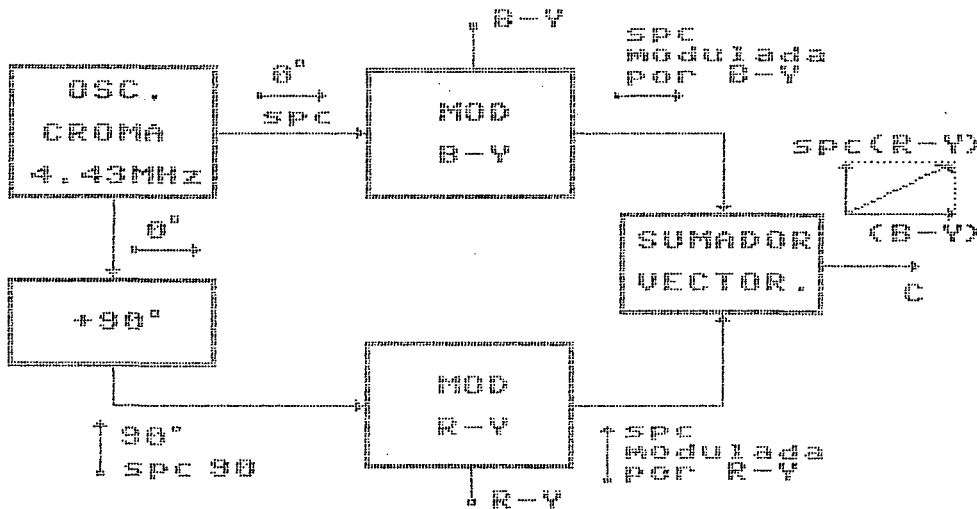 B-Y
spc
modulada
por B-Y
OSC.
CROMA
4.43MHz
0°
spc
MOD
B-Y
spc(R-Y)
(B-Y)
0°
SUMADOR
VECTOR.
C
+90°
MOD
R-Y
90°
spc 90
spc
modulada
por R-Y
R-Y